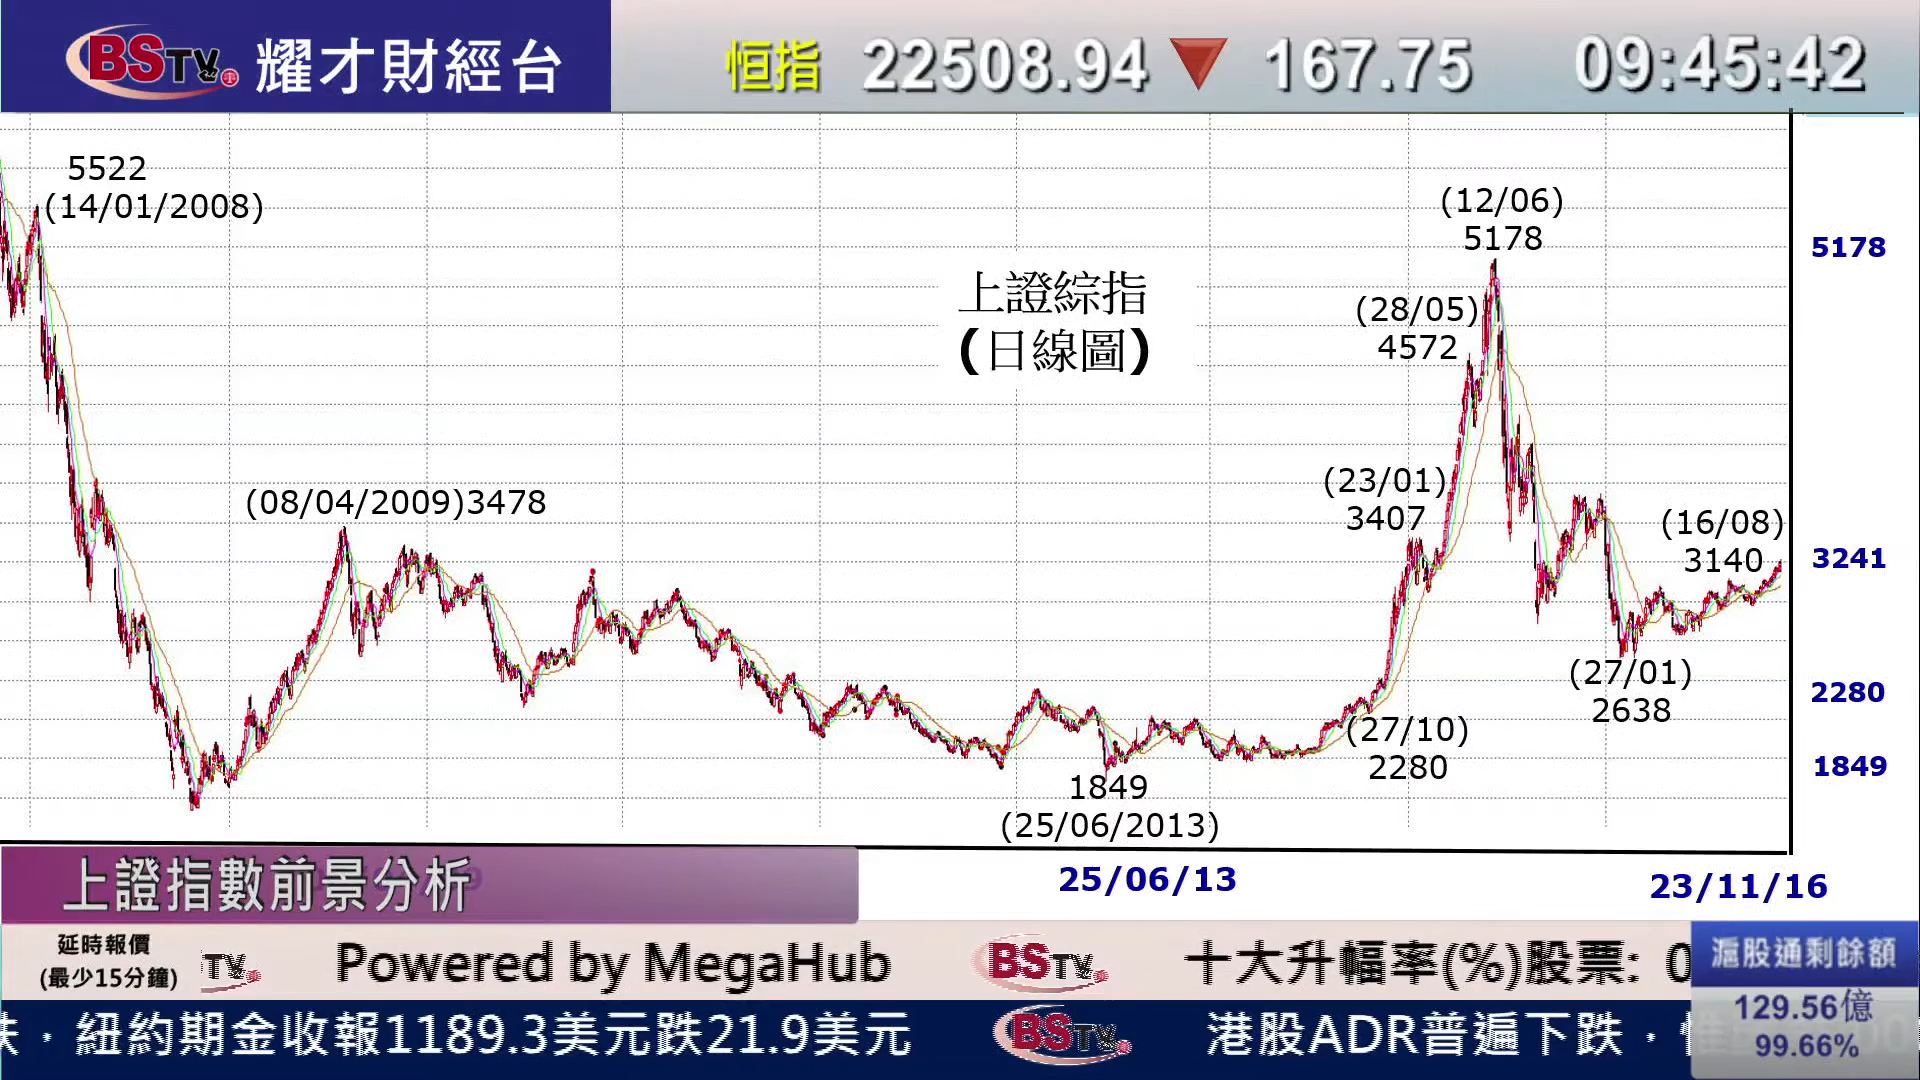 BSTV 耀才財經台
恒指 22508.94 ▼ 167.75 09:45:42
5522
(14/01/2008)
(12/06)
5178
5178
上證綜指
(日線圖)
(28/05)
4572
(08/04/2009)3478
(23/01)
3407
(16/08)
3140
3241
(27/01)
2638
2280
(27/10)
2280
1849
1849
(25/06/2013)
25/06/13
23/11/16
上證指數前景分析
延時報價
(最少15分鐘)
TV Powered by MegaHub BSTV 十大升幅率(%)股票:
滬股通剩餘額
129.56億
99.66%
跌，紐約期金收報1189.3美元跌21.9美元 BSTV 港股ADR普遍下跌，